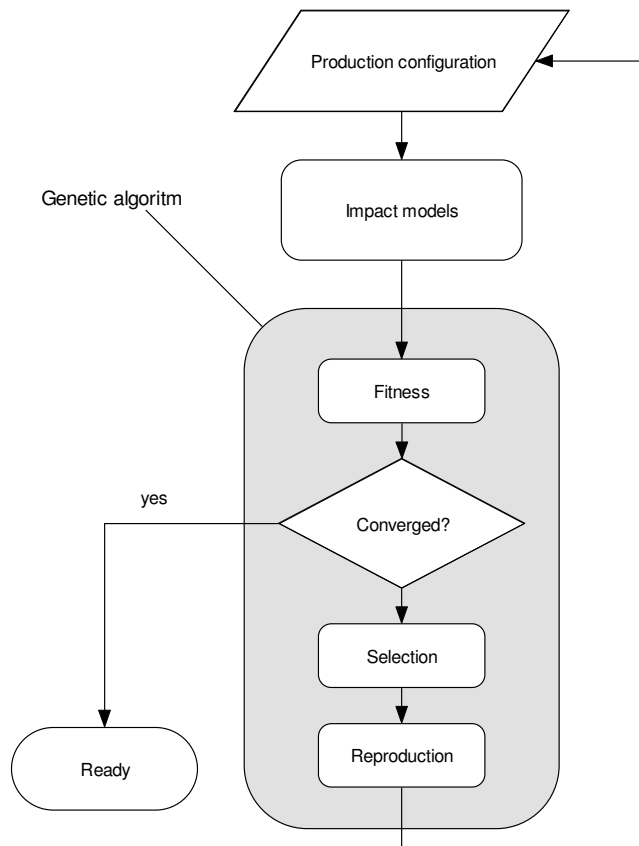 Production configuration
Impact models
Genetic algoritm
Fitness
Converged?
yes
Selection
Reproduction
Ready